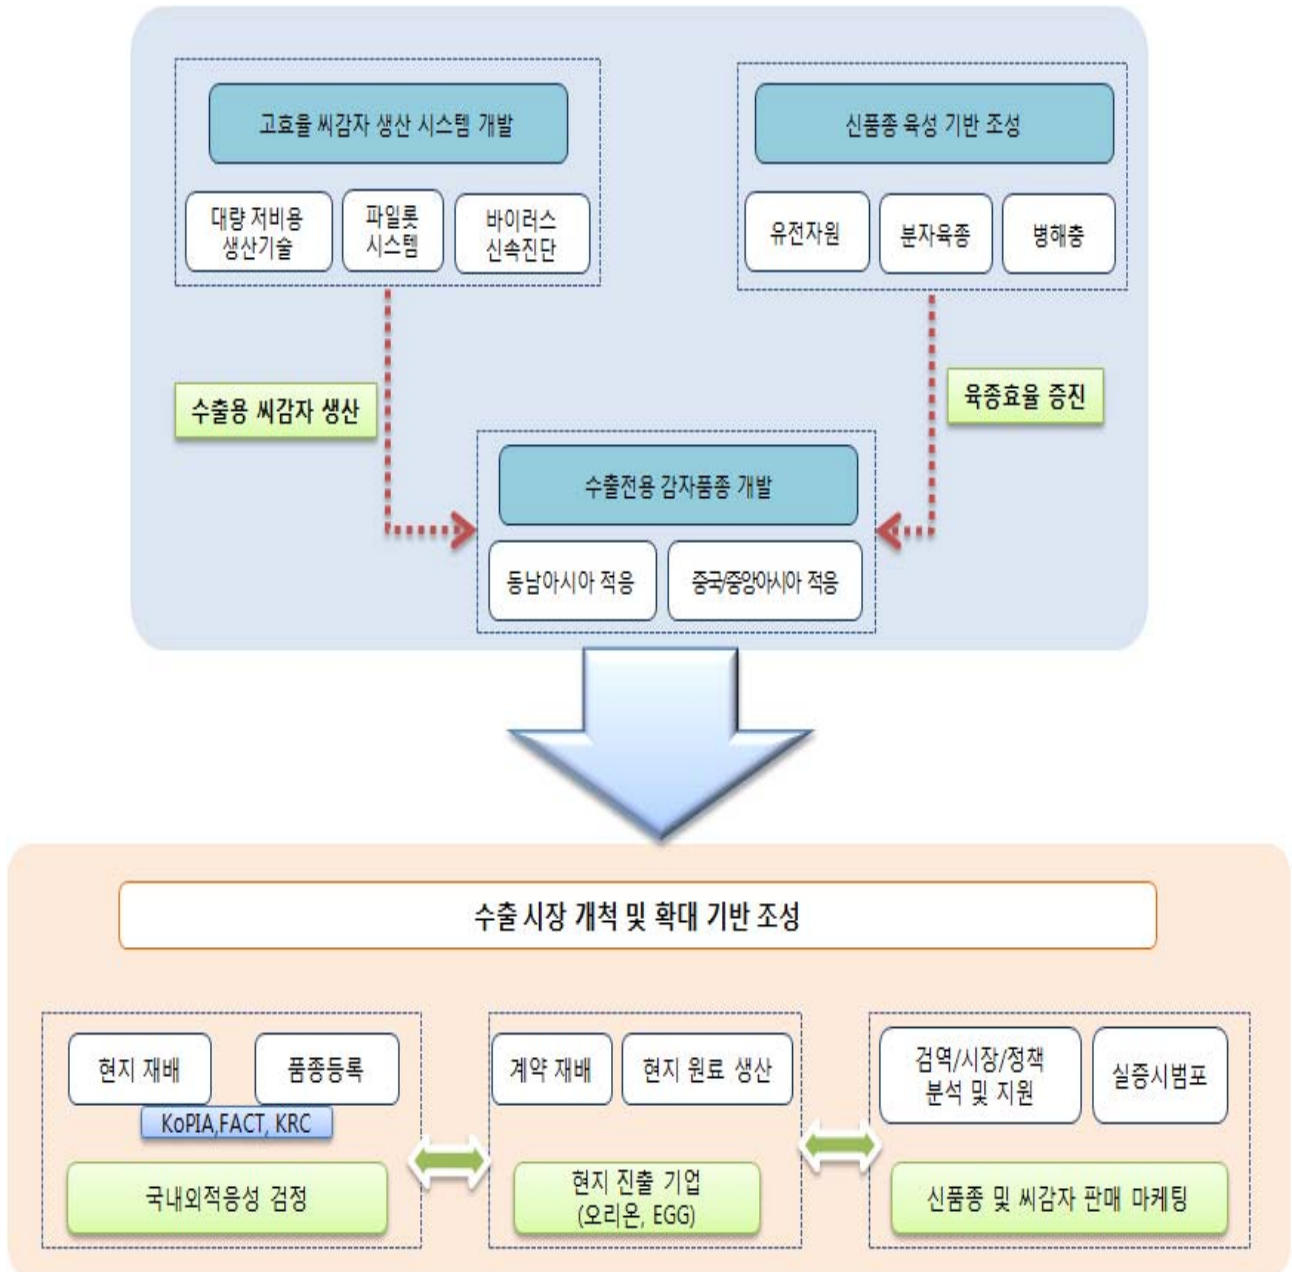 고효율 씨감자 생산 시스템 개발
대량 저비용
생산기술
파일롯
시스템
바이러스
신속진단
신품종 육성 기반 조성
유전자원
분자육종
병해충
수출용 씨감자 생산
육종효율 증진
수출전용 감자품종 개발
동남아시아 적응
중국/중앙아시아 적응
수출 시장 개척 및 확대 기반 조성
현지 재배
품종등록
KoPIA,FACT, KRC
국내외적응성 검정
계약 재배
현지 원료 생산
현지 진출 기업
(오리온, EGG)
검역/시장/정책
분석 및 지원
실증시범포
신품종 및 씨감자 판매 마케팅